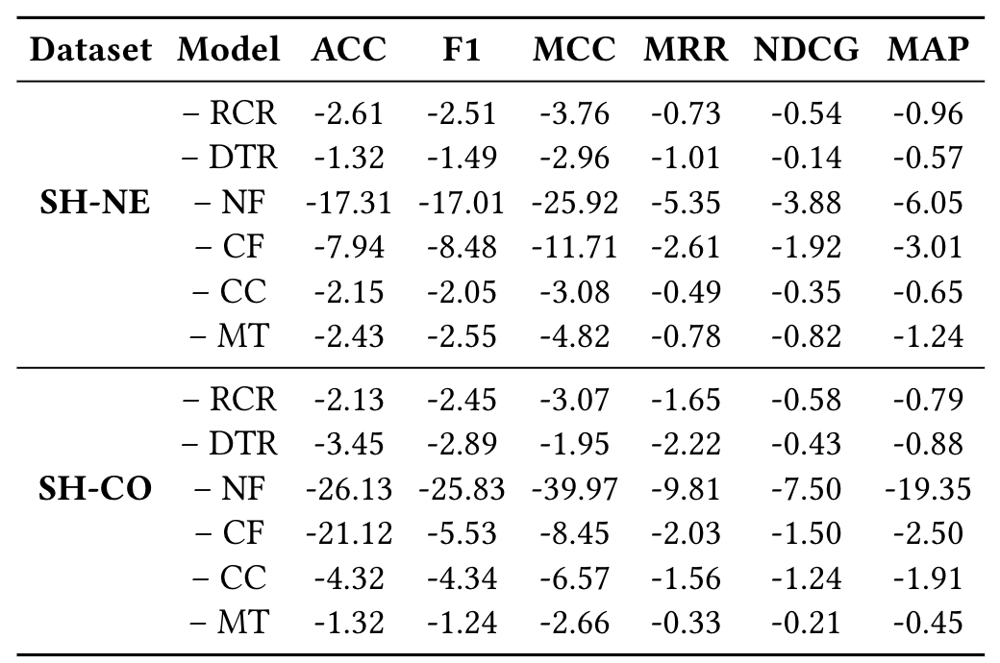 Dataset Model ACC F1 MCC MRR NDCG MAP
– RCR -2.61 -2.51 -3.76 -0.73 -0.54 -0.96
– DTR -1.32 -1.49 -2.96 -1.01 -0.14 -0.57
SH-NE – NF -17.31 -17.01 -25.92 -5.35 -3.88 -6.05
– CF -7.94 -8.48 -11.71 -2.61 -1.92 -3.01
– CC -2.15 -2.05 -3.08 -0.49 -0.35 -0.65
– MT -2.43 -2.55 -4.82 -0.78 -0.82 -1.24
– RCR -2.13 -2.45 -3.07 -1.65 -0.58 -0.79
– DTR -3.45 -2.89 -1.95 -2.22 -0.43 -0.88
SH-CO – NF -26.13 -25.83 -39.97 -9.81 -7.50 -19.35
– CF -21.12 -5.53 -8.45 -2.03 -1.50 -2.50
– CC -4.32 -4.34 -6.57 -1.56 -1.24 -1.91
– MT -1.32 -1.24 -2.66 -0.33 -0.21 -0.45